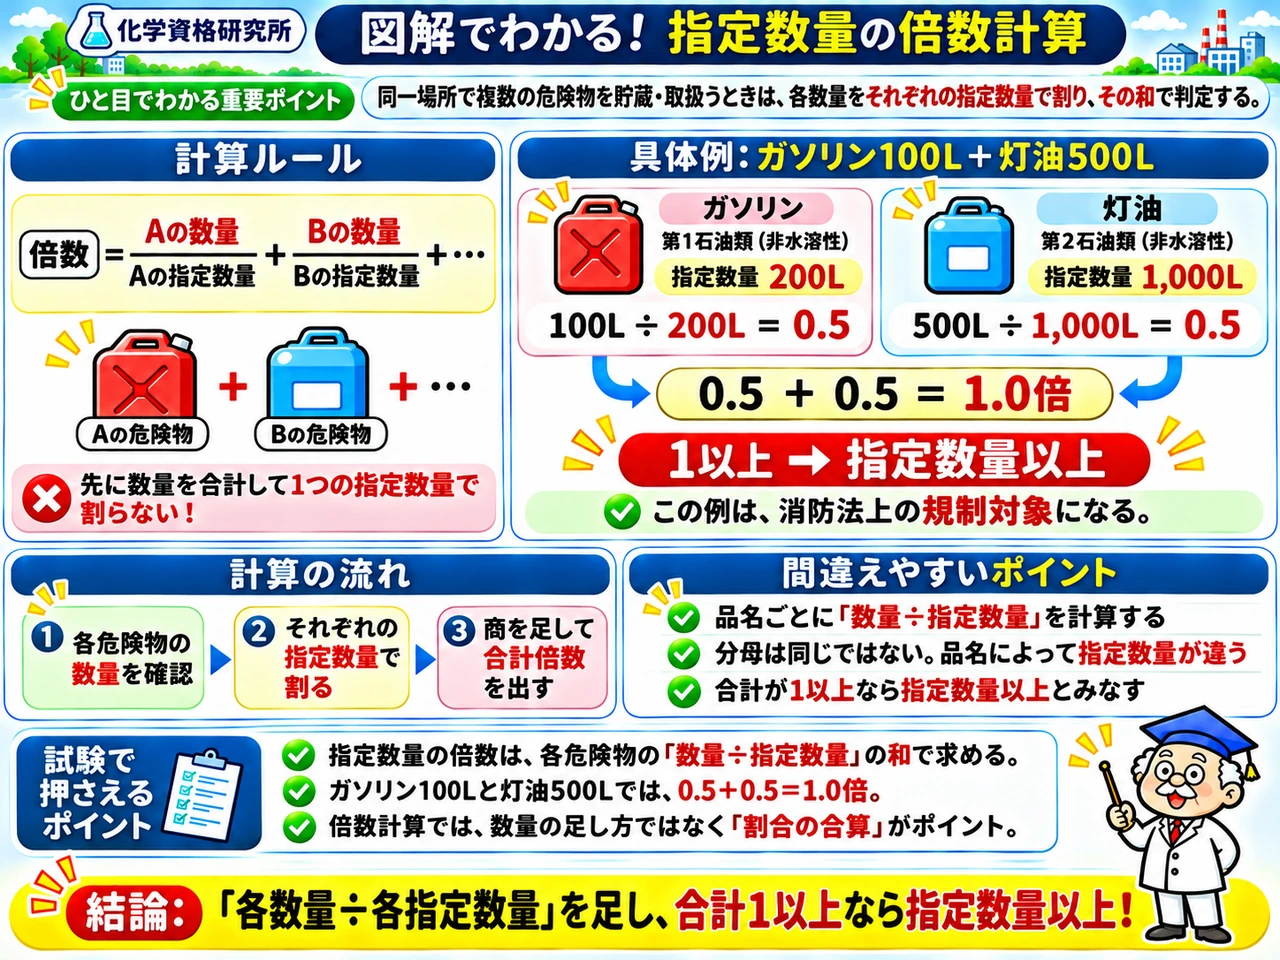 化学資格研究所
図解でわかる！ 指定数量の倍数計算
ひと目でわかる重要ポイント
同一場所で複数の危険物を貯蔵・取扱うときは、各数量をそれぞれの指定数量で割り、その和で判定する。
計算ルール
倍数 = Aの数量 / Aの指定数量 + Bの数量 / Bの指定数量 + …
+ + …
Aの危険物
Bの危険物
先に数量を合計して1つの指定数量で
割らない！
具体例：ガソリン100L＋灯油500L
ガソリン
第1石油類（非水溶性）
指定数量 200L
100L ÷ 200L = 0.5
灯油
第2石油類（非水溶性）
指定数量 1,000L
500L ÷ 1,000L = 0.5
0.5 + 0.5 = 1.0倍
1以上 → 指定数量以上
この例は、消防法上の規制対象になる。
計算の流れ
1 各危険物の
数量を確認
2 それぞれの
指定数量で
割る
3 商を足して
合計倍数
を出す
間違えやすいポイント
品名ごとに「数量÷指定数量」を計算する
分母は同じではない。品名によって指定数量が違う
合計が1以上なら指定数量以上とみなす
試験で
押さえる
ポイント
指定数量の倍数は、各危険物の「数量÷指定数量」の和で求める。
ガソリン100Lと灯油500Lでは、0.5＋0.5＝1.0倍。
倍数計算では、数量の足し方ではなく「割合の合算」がポイント。
結論：「各数量÷各指定数量」を足し、合計1以上なら指定数量以上！